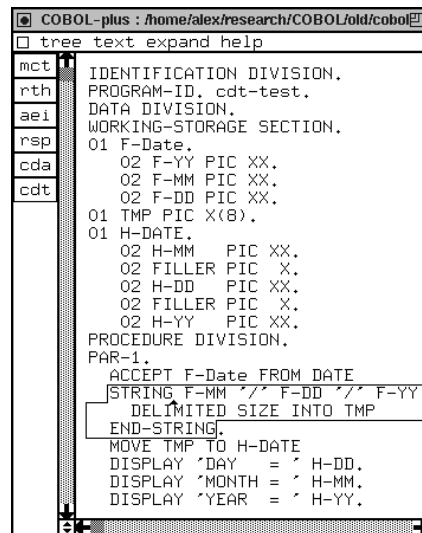 COBOL-plus : /home/alex/research/COBOL/old/cobol
tree text expand help
mct
rth
aei
rsp
cda
cdt
IDENTIFICATION DIVISION.
PROGRAM-ID. cdt-test.
DATA DIVISION.
WORKING-STORAGE SECTION.
01 F-Date.
02 F-YY PIC XX.
02 F-MM PIC XX.
02 F-DD PIC XX.
01 TMP PIC X(8).
01 H-DATE.
02 H-MM PIC XX.
02 FILLER PIC X.
02 H-DD PIC XX.
02 FILLER PIC X.
02 H-YY PIC XX.
PROCEDURE DIVISION.
PAR-1.
ACCEPT F-Date FROM DATE
STRING F-MM '/' F-DD '/' F-YY
DELIMITED SIZE INTO TMP
END-STRING.
MOVE TMP TO H-DATE
DISPLAY 'DAY = ' H-DD.
DISPLAY 'MONTH = ' H-MM.
DISPLAY 'YEAR = ' H-YY.